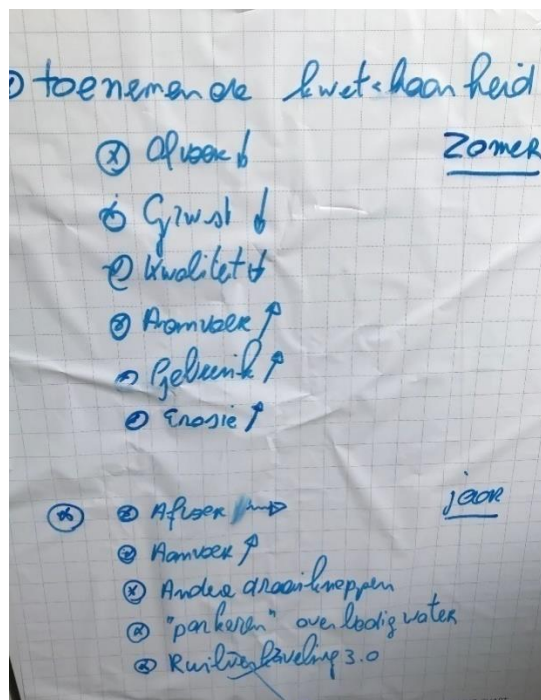 toenemende kwetsbaarheid
Zomer
Afvoer ↓
Grwst ↓
Kwaliteit ↓
Aanvoer ↑
Gebruik ↑
Erosie ↑
jaar
Afvoer →
Aanvoer ↑
Andere draaiknoppen
"parkeren" overbodig water
Ruilverkaveling 3.0